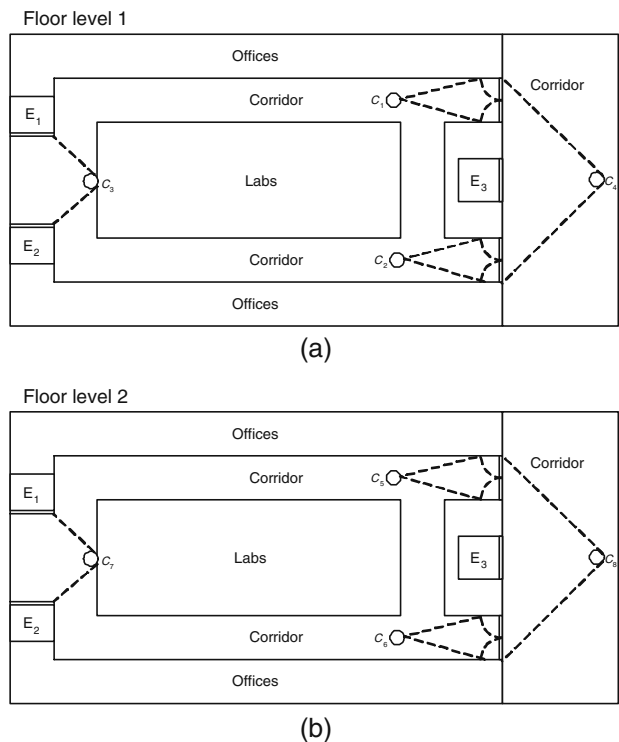 Floor level 1
Offices
Corridor
E1
C1
Corridor
C3
Labs
E3
C4
E2
Corridor
C2
Offices
(a)
Floor level 2
Offices
Corridor
E1
Corridor
C5
C7
Labs
E3
C8
E2
Corridor
C6
Offices
(b)